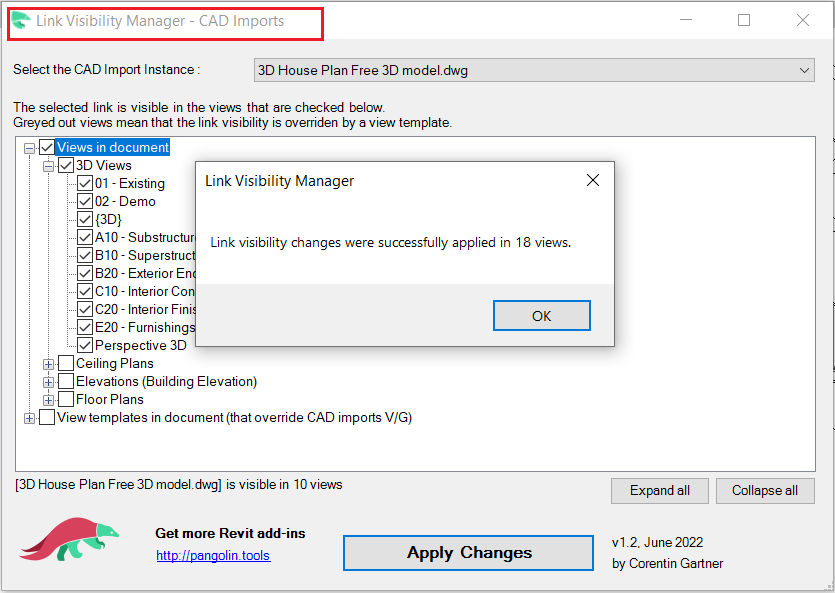 Link Visibility Manager - CAD Imports
Select the CAD Import Instance :
3D House Plan Free 3D model.dwg
The selected link is visible in the views that are checked below.
Greyed out views mean that the link visibility is overriden by a view template.
Views in document
3D Views
01 - Existing
02 - Demo
{3D}
A10 - Substructur
B10 - Superstruct
B20 - Exterior En
C10 - Interior Con
C20 - Interior Finis
E20 - Furnishings
Perspective 3D
Ceiling Plans
Elevations (Building Elevation)
Floor Plans
View templates in document (that override CAD imports V/G)
Link Visibility Manager
Link visibility changes were successfully applied in 18 views.
OK
[3D House Plan Free 3D model.dwg] is visible in 10 views
Expand all
Collapse all
Get more Revit add-ins
http://pangolin.tools
Apply Changes
v1.2, June 2022
by Corentin Gartner